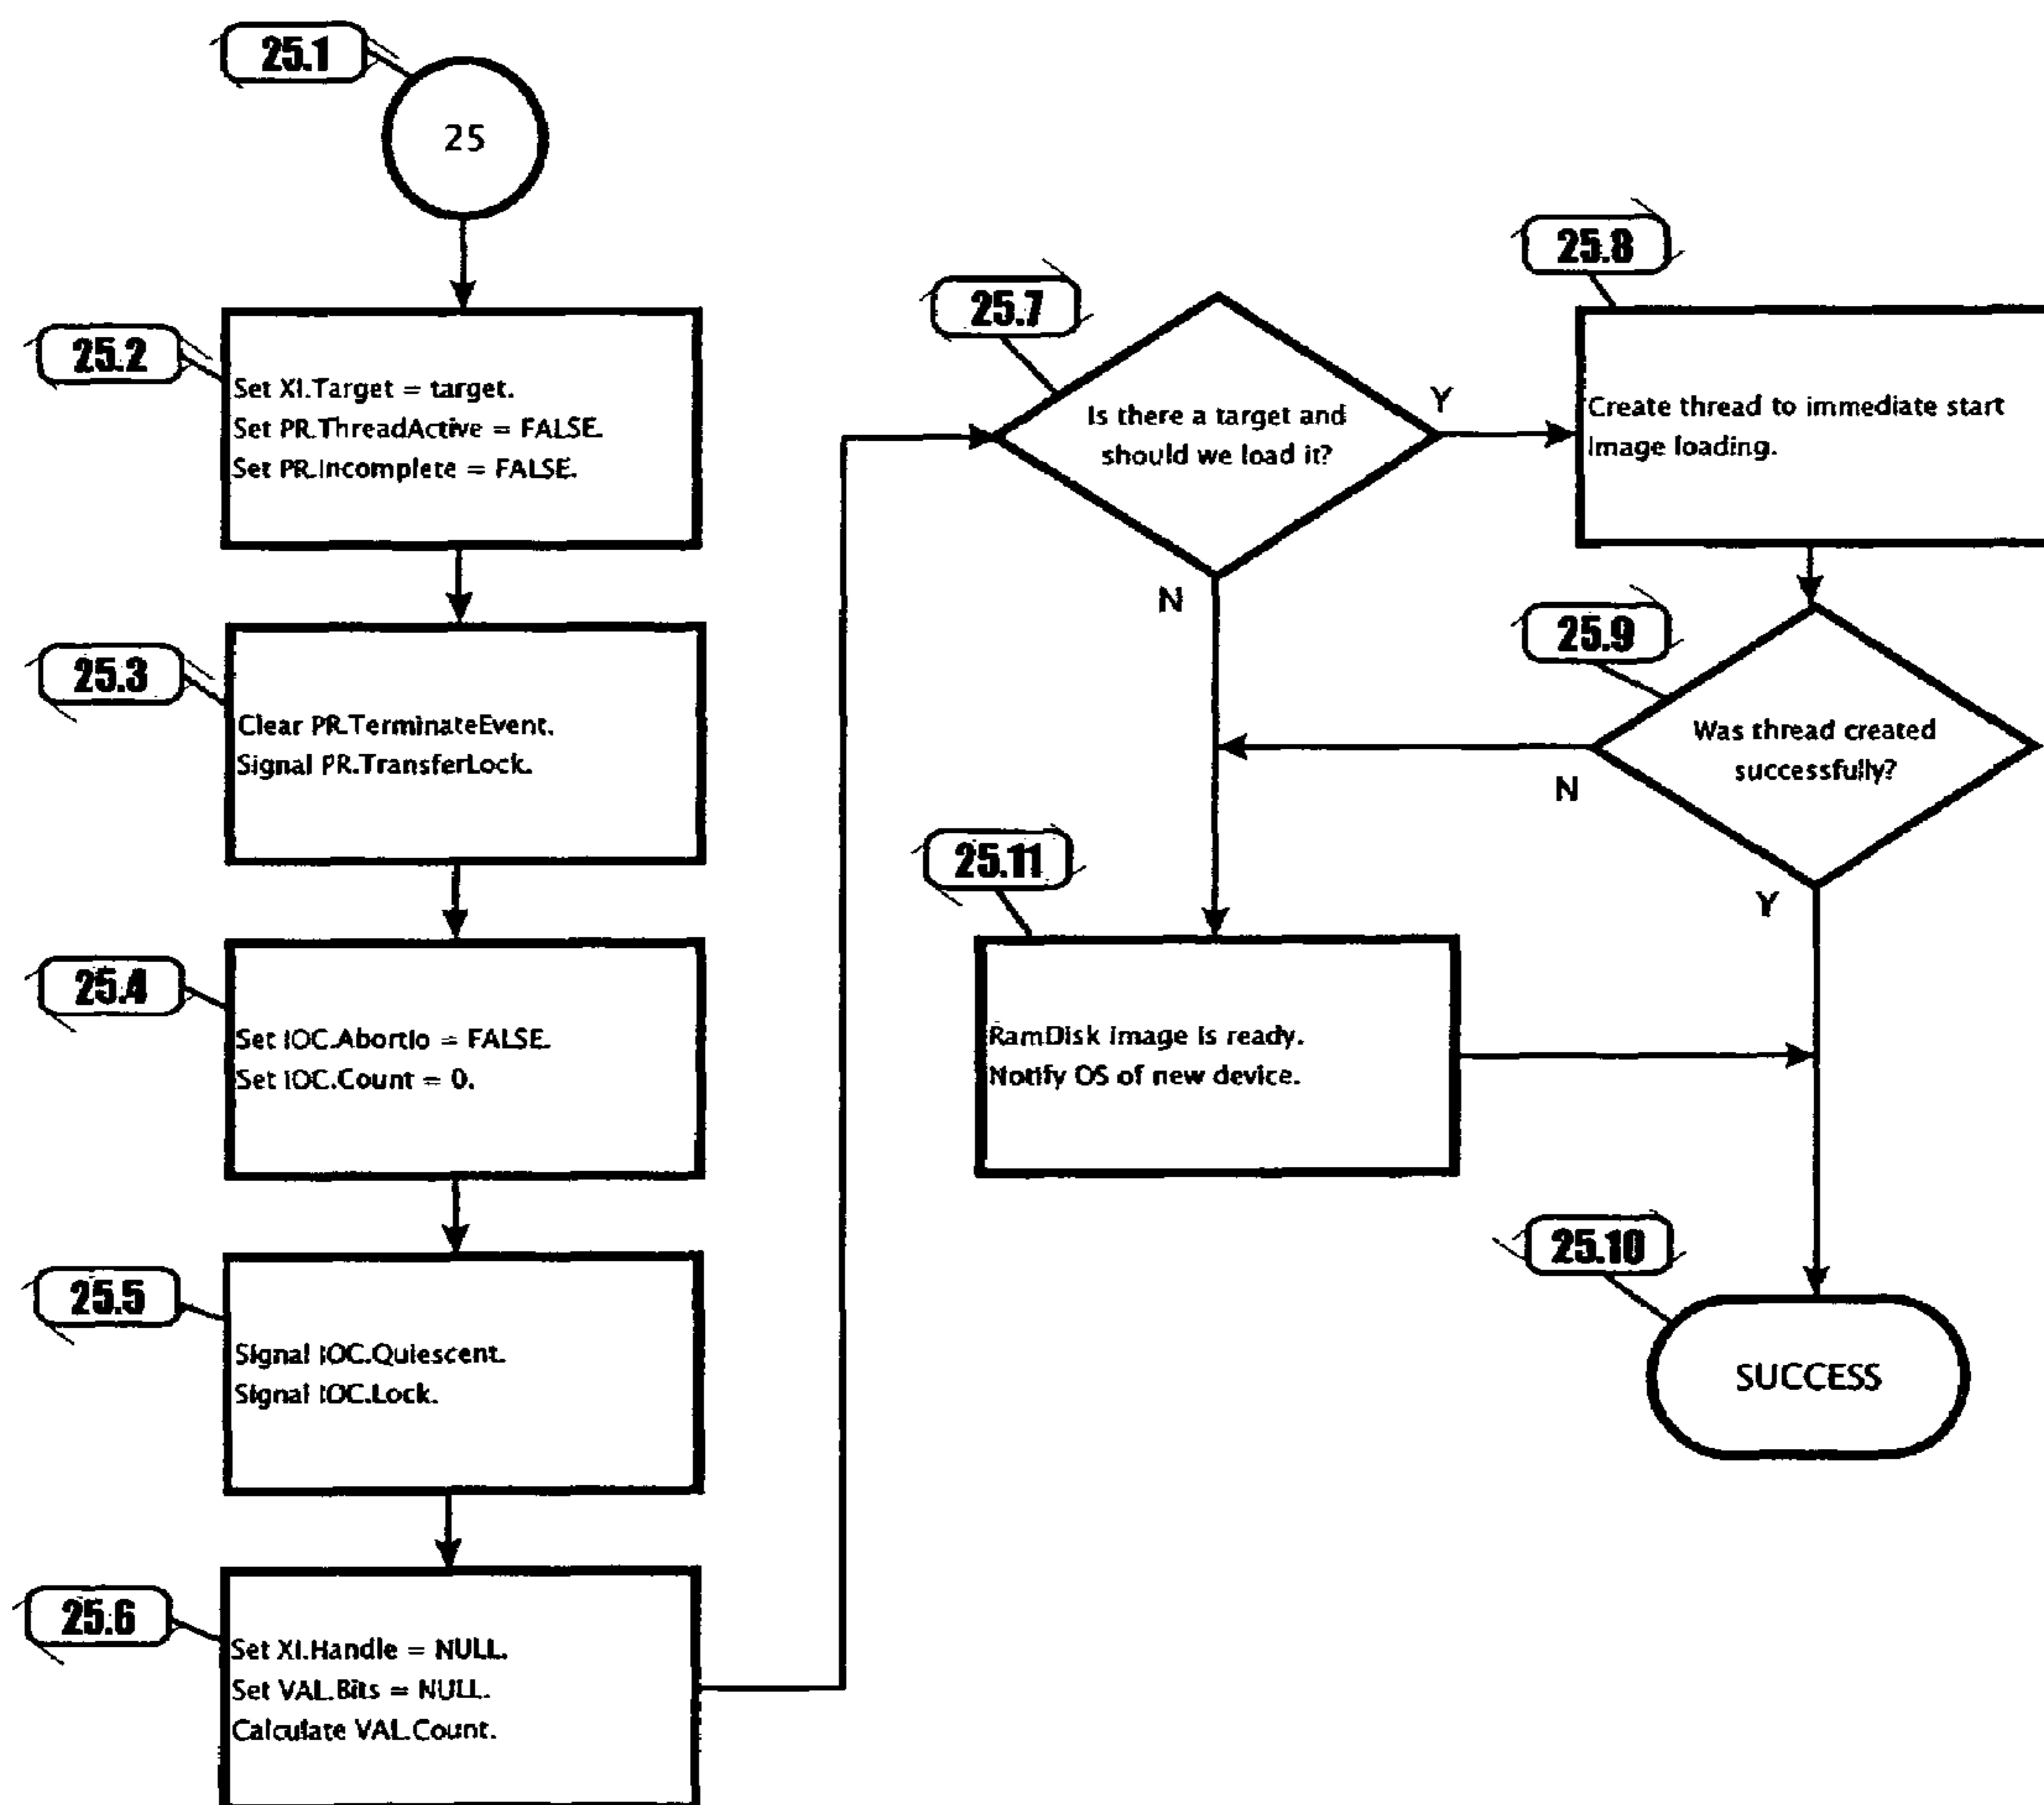 25.1
25
25.2
Set XI.Target = target.
Set PR.ThreadActive = FALSE.
Set PR.Incomplete = FALSE.
25.3
Clear PR.TerminateEvent.
Signal PR.TransferLock.
25.4
Set IOC.AbortIo = FALSE.
Set IOC.Count = 0.
25.5
Signal IOC.Quiescent.
Signal IOC.Lock.
25.6
Set XI.Handle = NULL.
Set VAL.Bits = NULL.
Calculate VAL.Count.
25.7
Is there a target and
should we load it?
Y
N
25.8
Create thread to immediate start
Image loading.
25.9
Was thread created
successfully?
N
Y
25.11
RamDisk image is ready.
Notify OS of new device.
25.10
SUCCESS